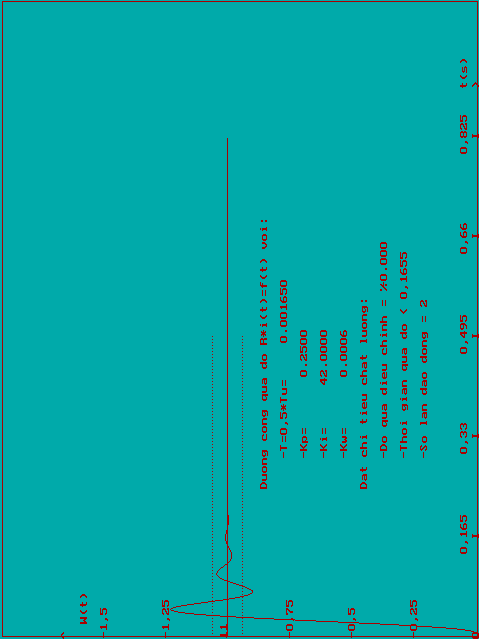 W(t)
1,5
1,25
1
0,75
0,5
0,25
0
0,165
0,33
0,495
0,66
0,825
t(s)
Duong cong qua do R*i(t)=f(t) voi:
-T=0,5*Tu= 0.001650
-Kp= 0.2500
-Ki= 42.0000
-Kw= 0.0006
Dat chi tieu chat luong:
-Do qua dieu chinh = %0.000
-Thoi gian qua do < 0,1655
-So lan dao dong = 2